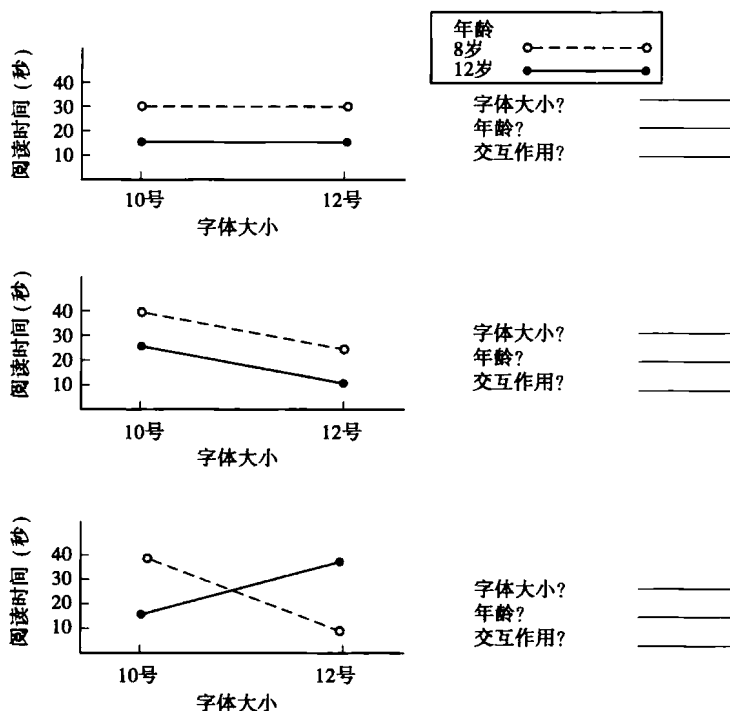 年龄
8岁
12岁
阅读时间（秒）
40
30
20
10
10号
12号
字体大小
字体大小？
年龄？
交互作用？
阅读时间（秒）
40
30
20
10
10号
12号
字体大小
字体大小？
年龄？
交互作用？
阅读时间（秒）
40
30
20
10
10号
12号
字体大小
字体大小？
年龄？
交互作用？